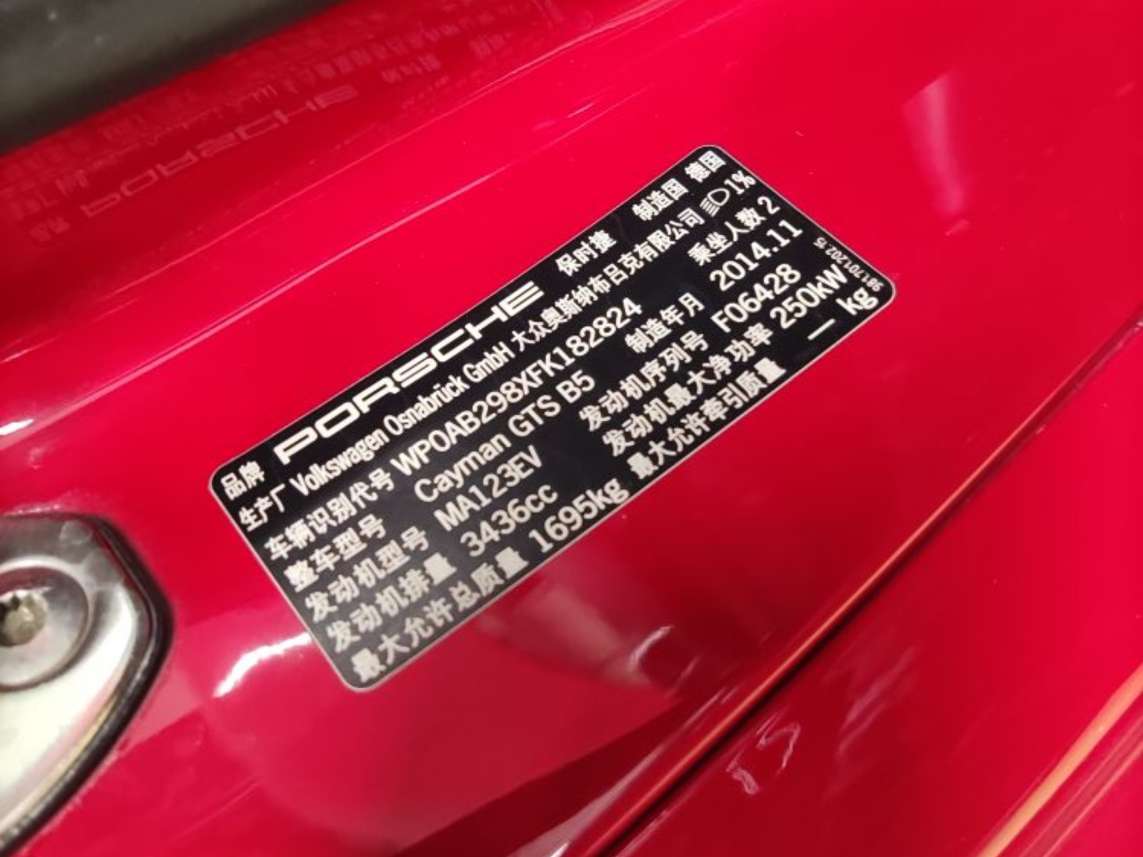 品牌 PORSCHE 保时捷 制造国 德国
生产厂 Volkswagen Osnabrück GmbH 大众奥斯纳布吕克有限公司 1%
车辆识别代号 WP0AB298XFK182824 乘坐人数 2
整车型号 Cayman GTS B5 制造年月 2014.11
发动机型号 MA123EV 发动机序列号 F06428
发动机排量 3436cc 发动机最大净功率 250kW
最大允许总质量 1695kg 最大允许牵引质量 — kg